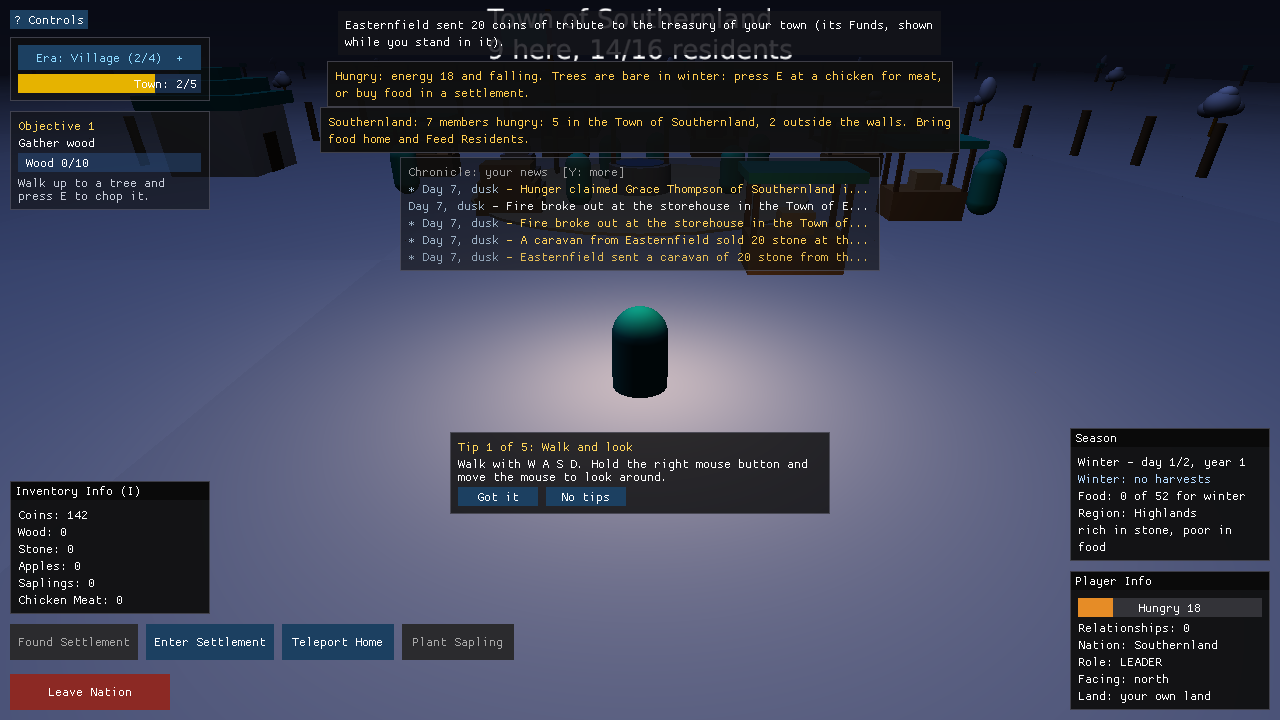 ? Controls
Town of Southernland
9 here, 14/16 residents
Easternfield sent 20 coins of tribute to the treasury of your town (its Funds, shown
while you stand in it).
Era: Village (2/4) +
Town: 2/5
Hungry: energy 18 and falling. Trees are bare in winter: press E at a chicken for meat,
or buy food in a settlement.
Southernland: 7 members hungry: 5 in the Town of Southernland, 2 outside the walls. Bring
food home and Feed Residents.
Objective 1
Gather wood
Wood 0/10
Walk up to a tree and
press E to chop it.
Chronicle: your news [Y: more]
* Day 7, dusk - Hunger claimed Grace Thompson of Southernland i...
Day 7, dusk - Fire broke out at the storehouse in the Town of E...
* Day 7, dusk - Fire broke out at the storehouse in the Town of...
* Day 7, dusk - A caravan from Easternfield sold 20 stone at th...
* Day 7, dusk - Easternfield sent a caravan of 20 stone from th...
Tip 1 of 5: Walk and look
Walk with W A S D. Hold the right mouse button and
move the mouse to look around.
Got it
No tips
Season
Winter - day 1/2, year 1
Winter: no harvests
Food: 0 of 52 for winter
Region: Highlands
rich in stone, poor in
food
Inventory Info (I)
Coins: 142
Wood: 0
Stone: 0
Apples: 0
Saplings: 0
Chicken Meat: 0
Player Info
Hungry 18
Relationships: 0
Nation: Southernland
Role: LEADER
Facing: north
Land: your own land
Found Settlement
Enter Settlement
Teleport Home
Plant Sapling
Leave Nation